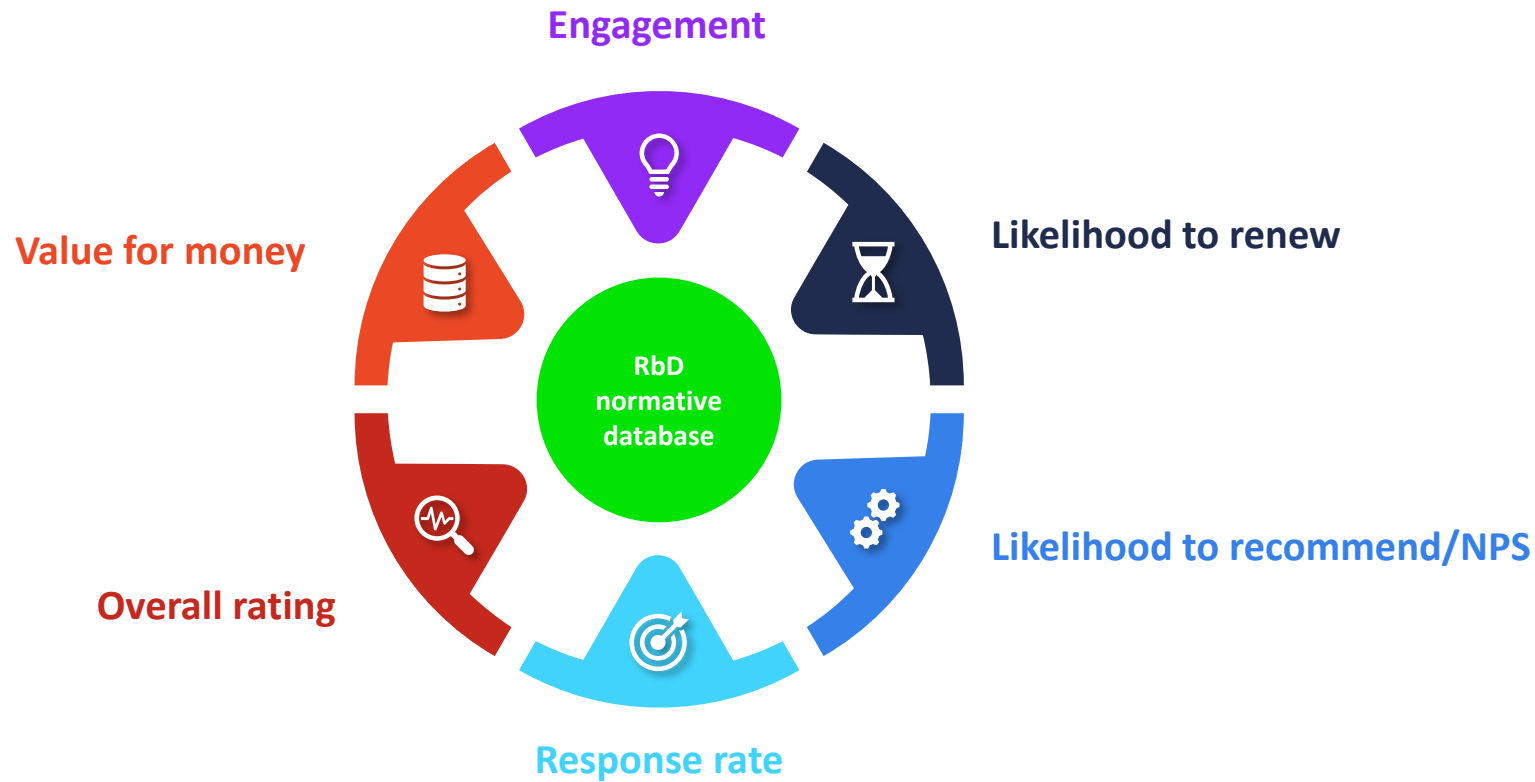 Engagement
Likelihood to renew
Value for money
RbD
normative
database
Likelihood to recommend/NPS
Overall rating
Response rate